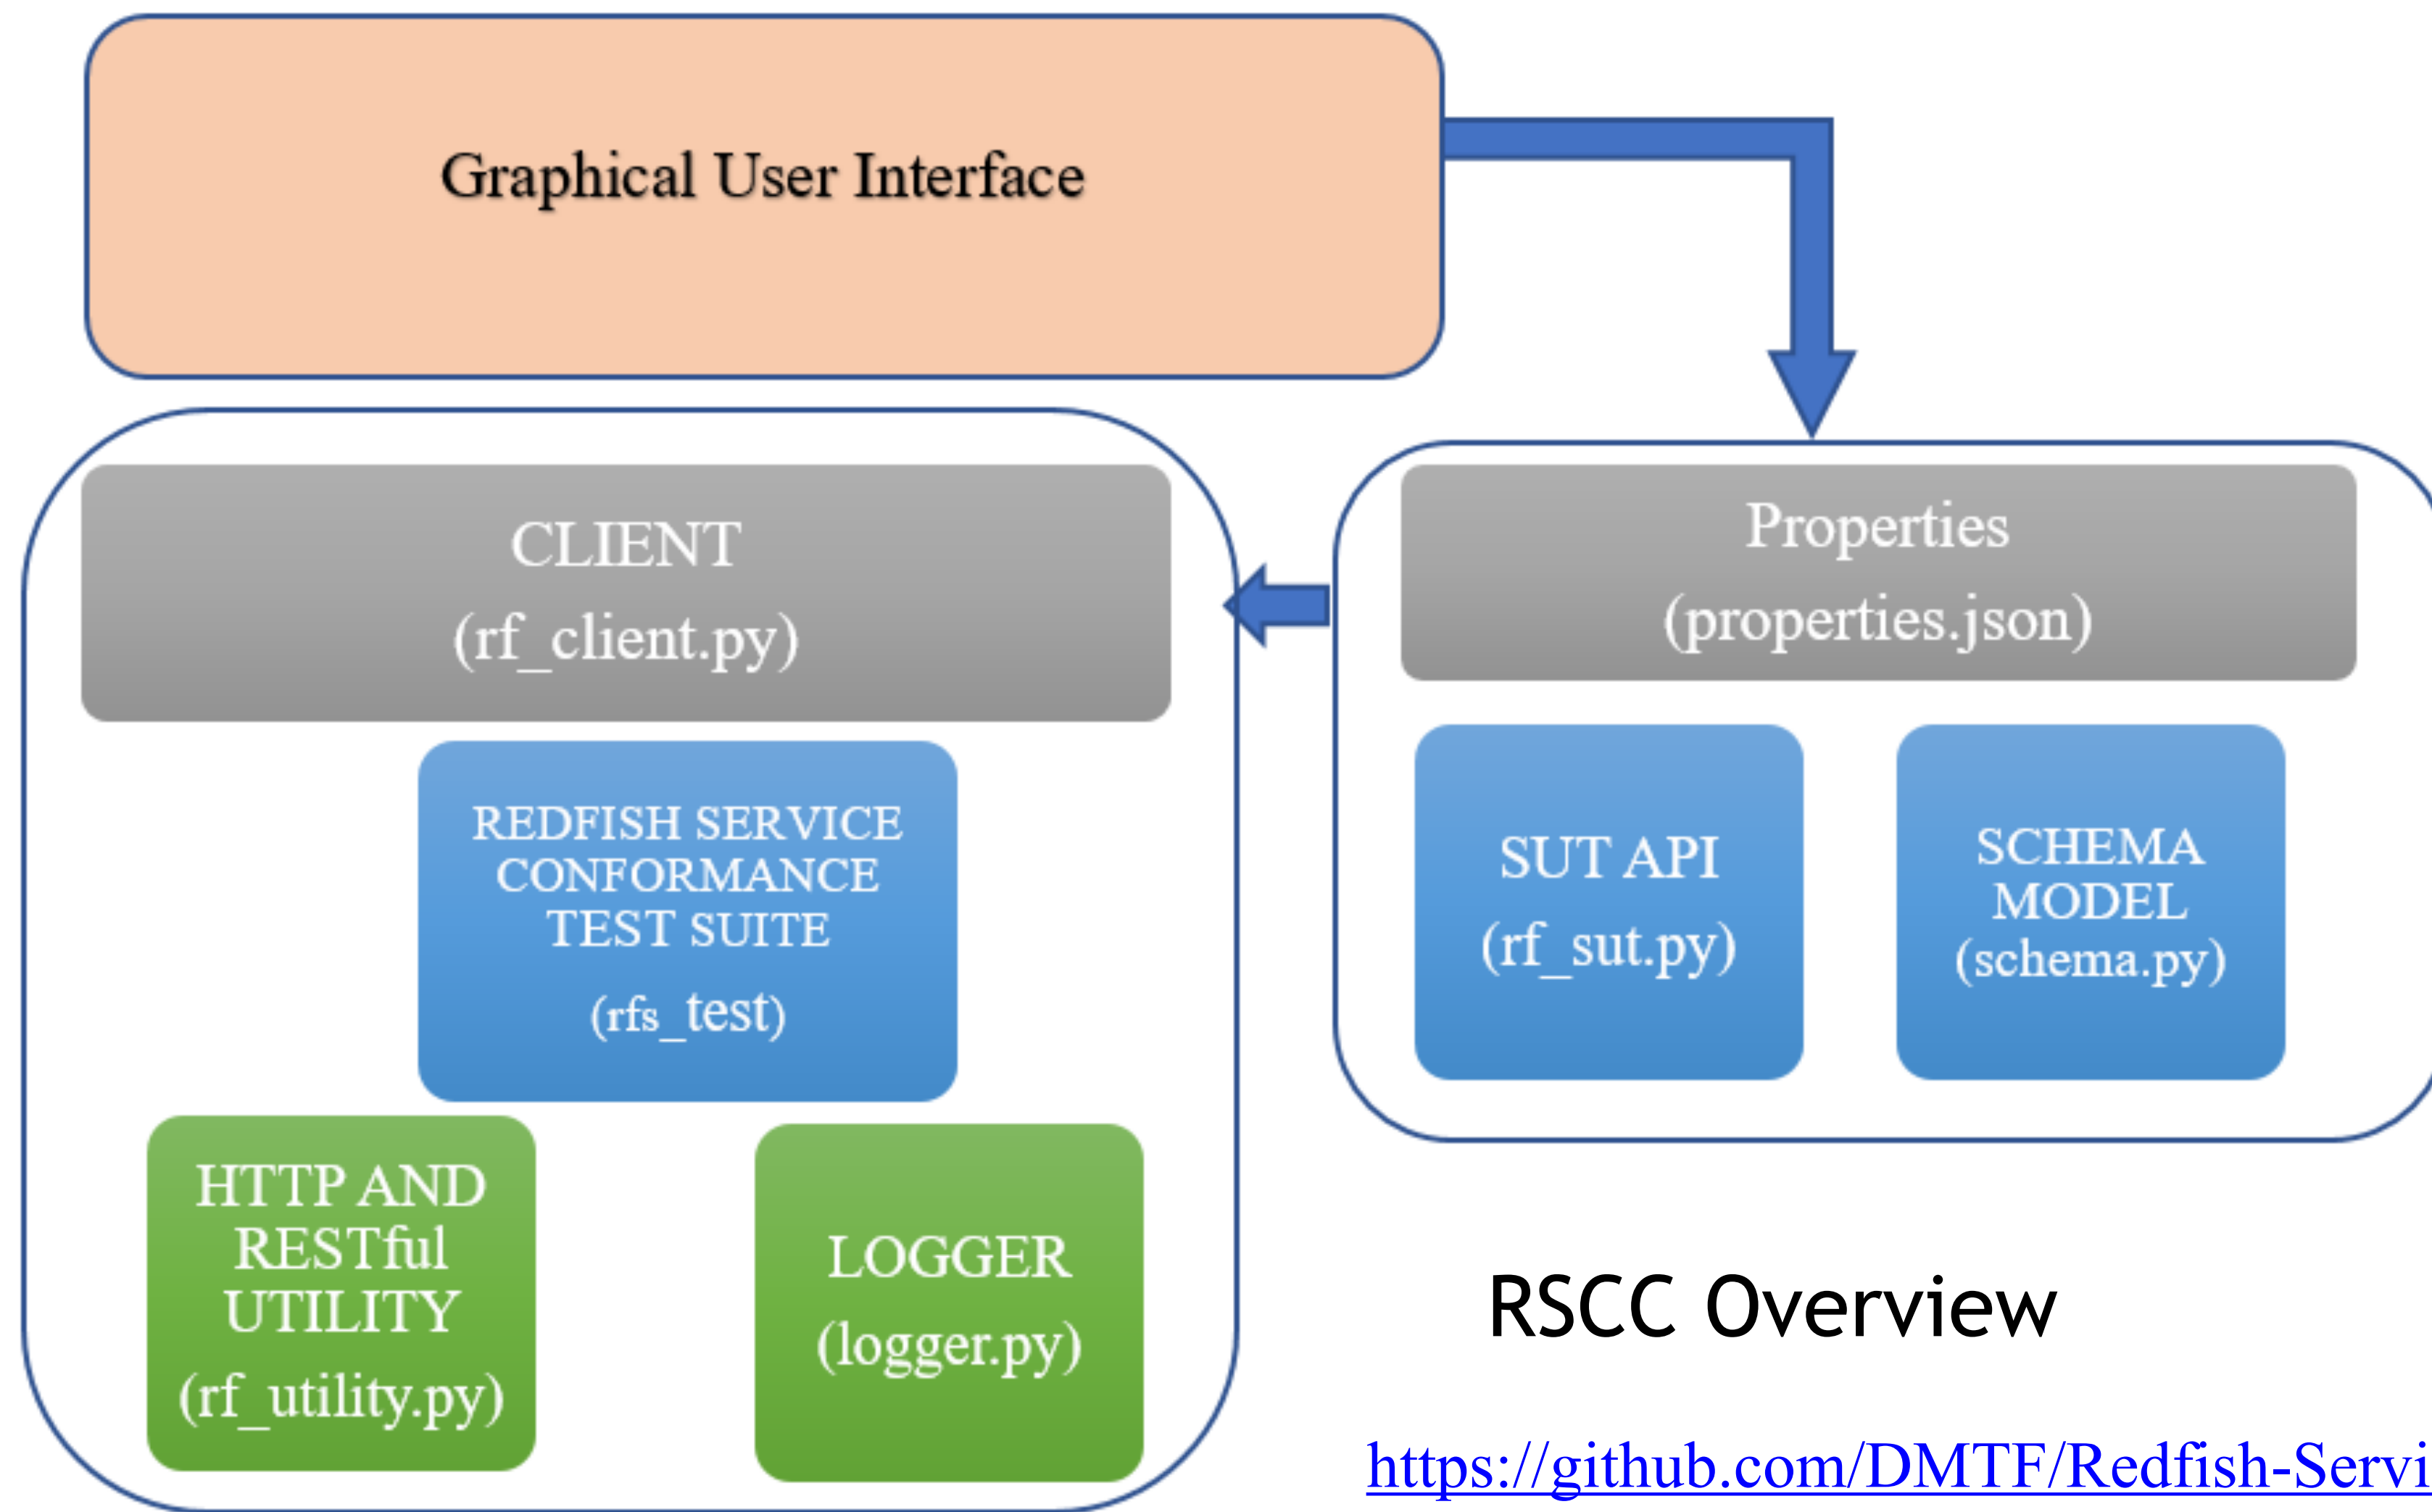 Graphical User Interface
CLIENT
(rf_client.py)
REDFISH SERVICE
CONFORMANCE
TEST SUITE
(rfs_test)
HTTP AND
RESTful
UTILITY
(rf_utility.py)
LOGGER
(logger.py)
Properties
(properties.json)
SUT API
(rf_sut.py)
SCHEMA
MODEL
(schema.py)
RSCC Overview
https://github.com/DMTF/Redfish-Servi